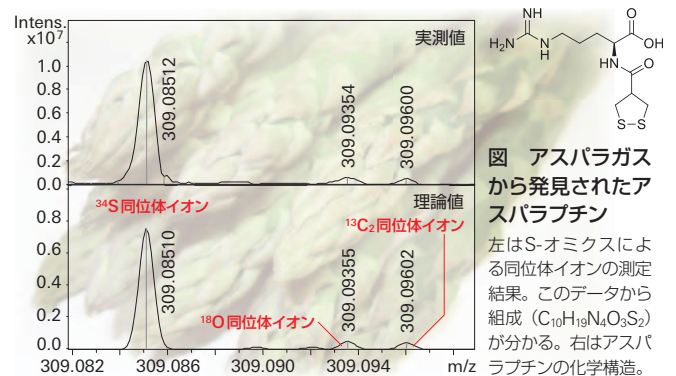 Intens.
x10⁷
1.0
0.8
0.6
0.4
0.2
0.0
実測値
309.08512
309.09354
309.09600
理論値
³⁴S同位体イオン
¹³C₂同位体イオン
¹⁸O同位体イオン
0.8
0.6
0.4
0.2
0.0
309.08510
309.09355
309.09602
309.082
309.086
309.090
309.094
m/z
NH
H₂N
N
H
O
OH
HN
O
S–S
図 アスパラガス
から発見されたア
スパラプチン
左はS-オミクスによ
る同位体イオンの測定
結果。このデータから
組成（C₁₀H₁₉N₄O₃S₂）
が分かる。右はアスパ
ラプチンの化学構造。